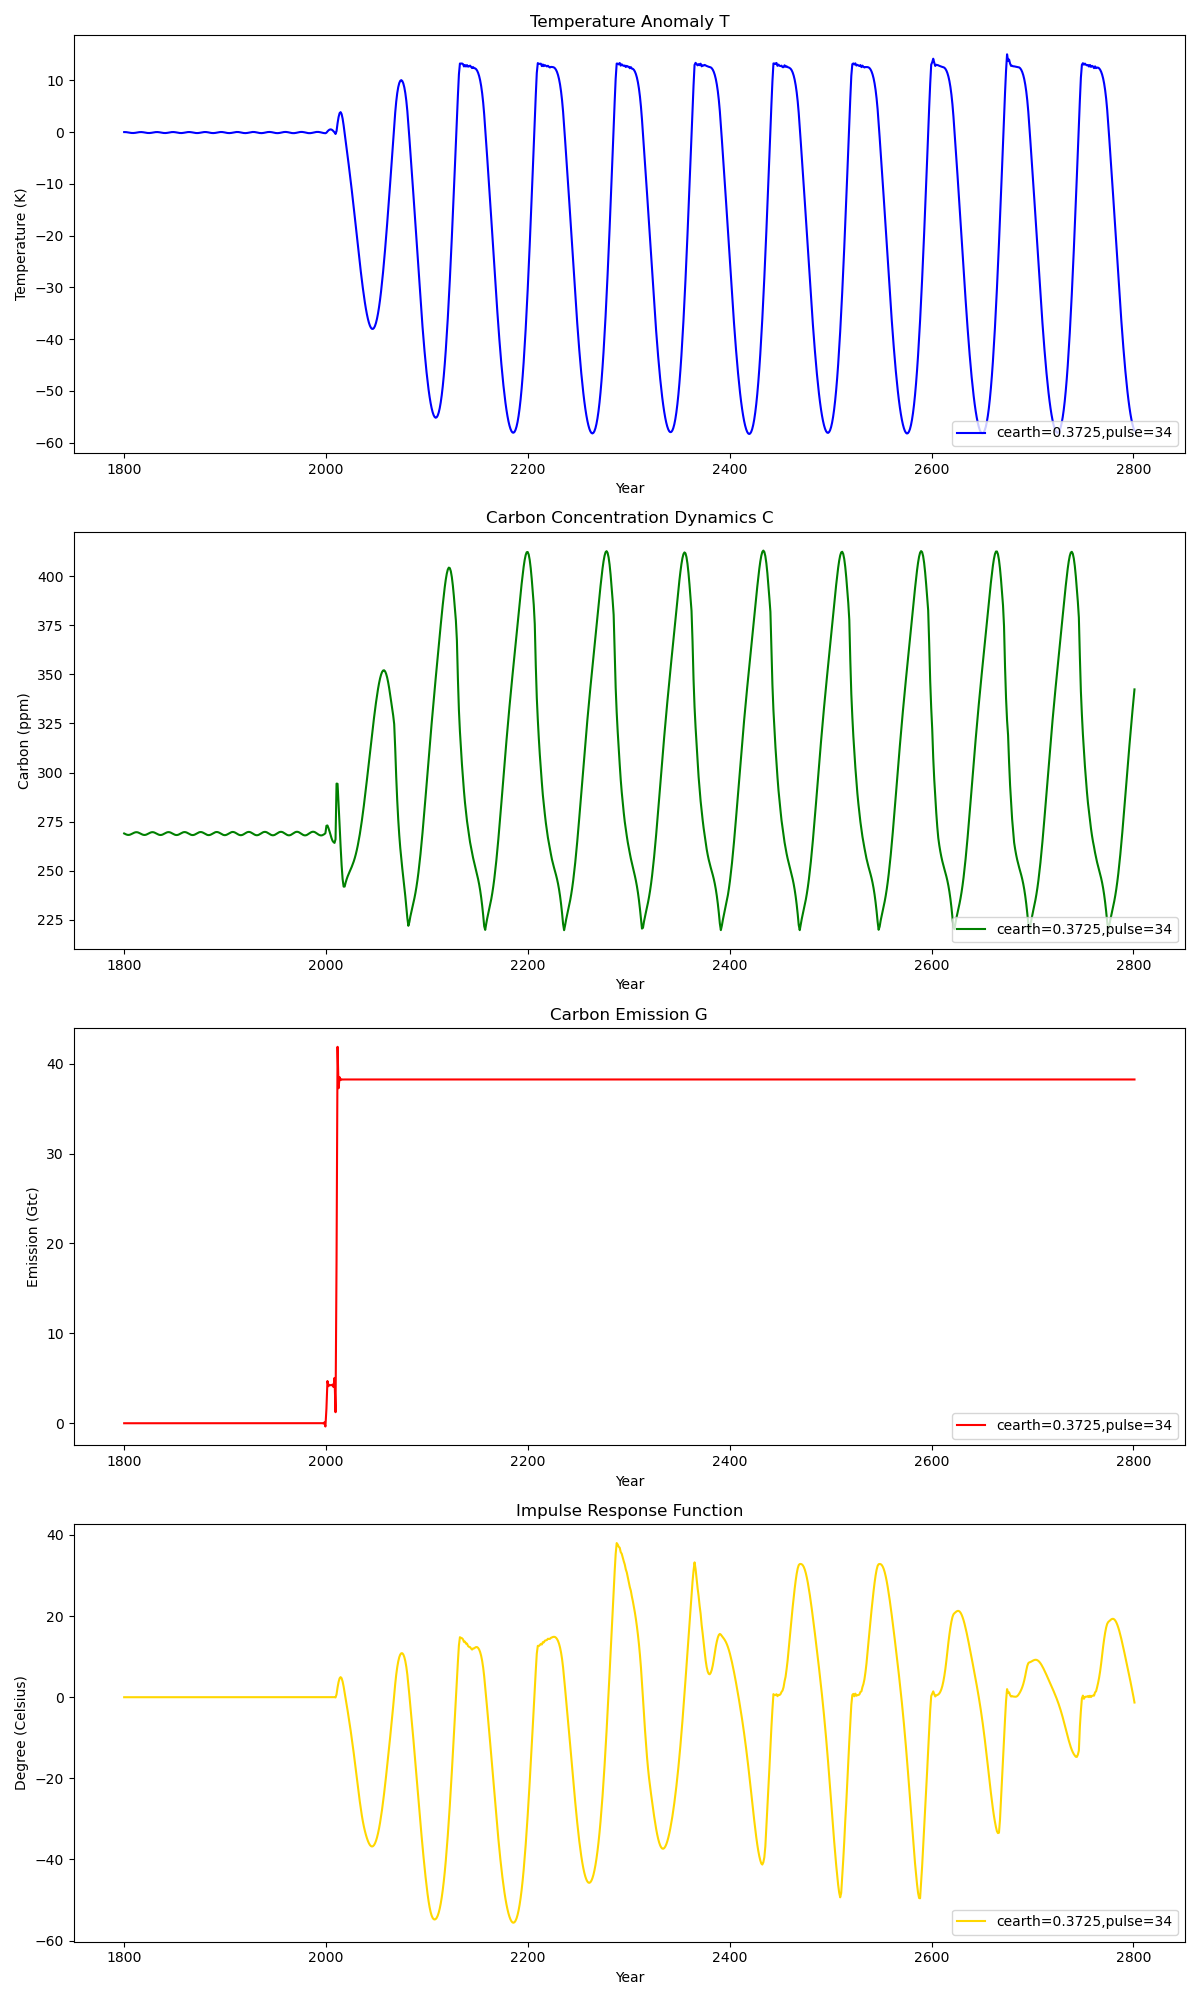 Temperature Anomaly T
10
0
−10
−20
−30
−40
−50
−60
Temperature (K)
cearth=0.3725,pulse=34
1800 2000 2200 2400 2600 2800
Year
Carbon Concentration Dynamics C
400
375
350
325
300
275
250
225
Carbon (ppm)
cearth=0.3725,pulse=34
1800 2000 2200 2400 2600 2800
Year
Carbon Emission G
40
30
20
10
0
Emission (Gtc)
cearth=0.3725,pulse=34
1800 2000 2200 2400 2600 2800
Year
Impulse Response Function
40
20
0
−20
−40
−60
Degree (Celsius)
cearth=0.3725,pulse=34
1800 2000 2200 2400 2600 2800
Year